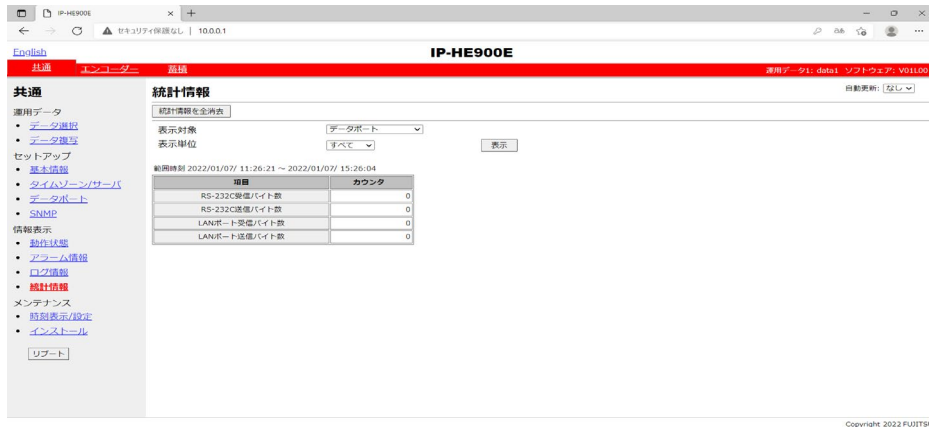 IP-HE900E
セキュリティ保護なし | 10.0.0.1
English
IP-HE900E
共通 エンコーダー 蓄積 運用データ1: data1 ソフトウェア: V01L00
共通
運用データ
• データ選択
• データ複写
セットアップ
• 基本情報
• タイムゾーン/サーバ
• データポート
• SNMP
情報表示
• 動作状態
• アラーム情報
• ログ情報
• 統計情報
メンテナンス
• 時刻表示/設定
• インストール
リブート
統計情報 自動更新: なし
統計情報を全消去
表示対象 データポート
表示単位 すべて 表示
範囲時刻 2022/01/07/ 11:26:21 ~ 2022/01/07/ 15:26:04
項目 カウンタ
RS-232C受信バイト数 0
RS-232C送信バイト数 0
LANポート受信バイト数 0
LANポート送信バイト数 0
Copyright 2022 FUJITSU